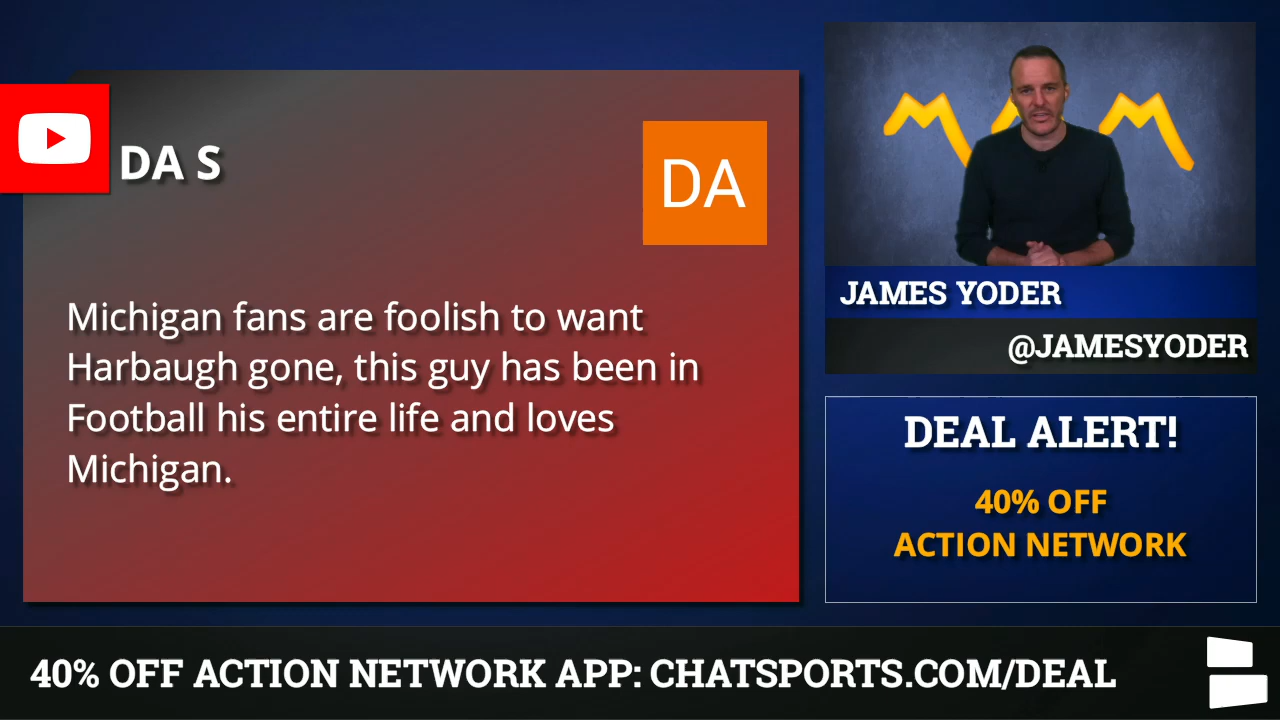 DA S
DA
Michigan fans are foolish to want
Harbaugh gone, this guy has been in
Football his entire life and loves
Michigan.
JAMES YODER
@JAMESYODER
DEAL ALERT!
40% OFF
ACTION NETWORK
40% OFF ACTION NETWORK APP: CHATSPORTS.COM/DEAL